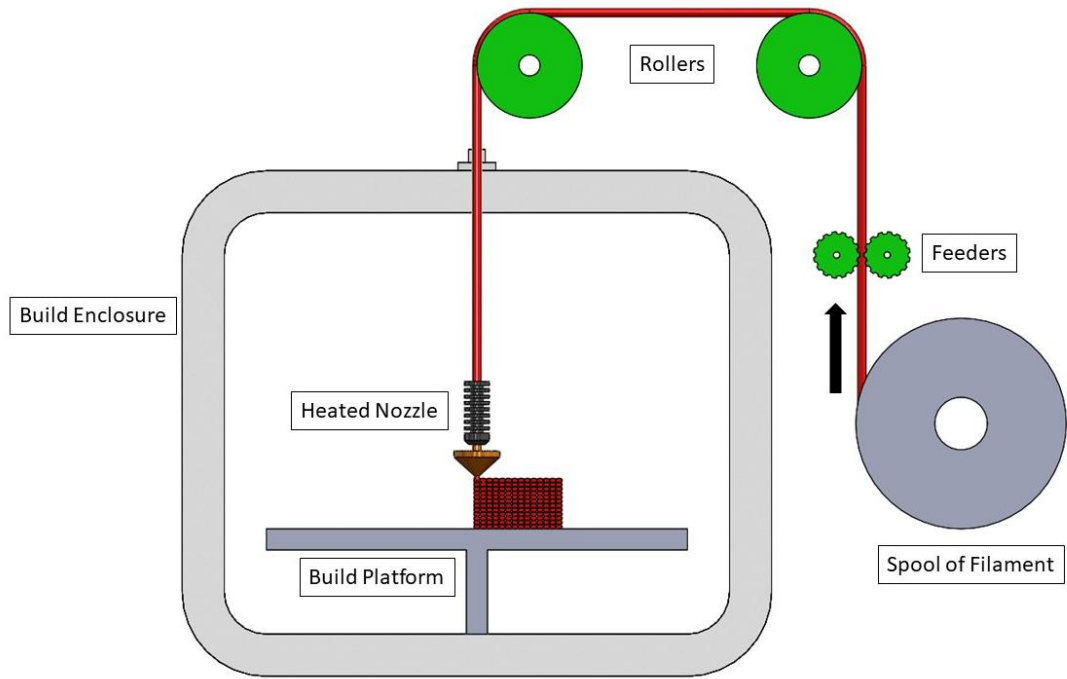 Rollers
Feeders
Build Enclosure
Heated Nozzle
Spool of Filament
Build Platform